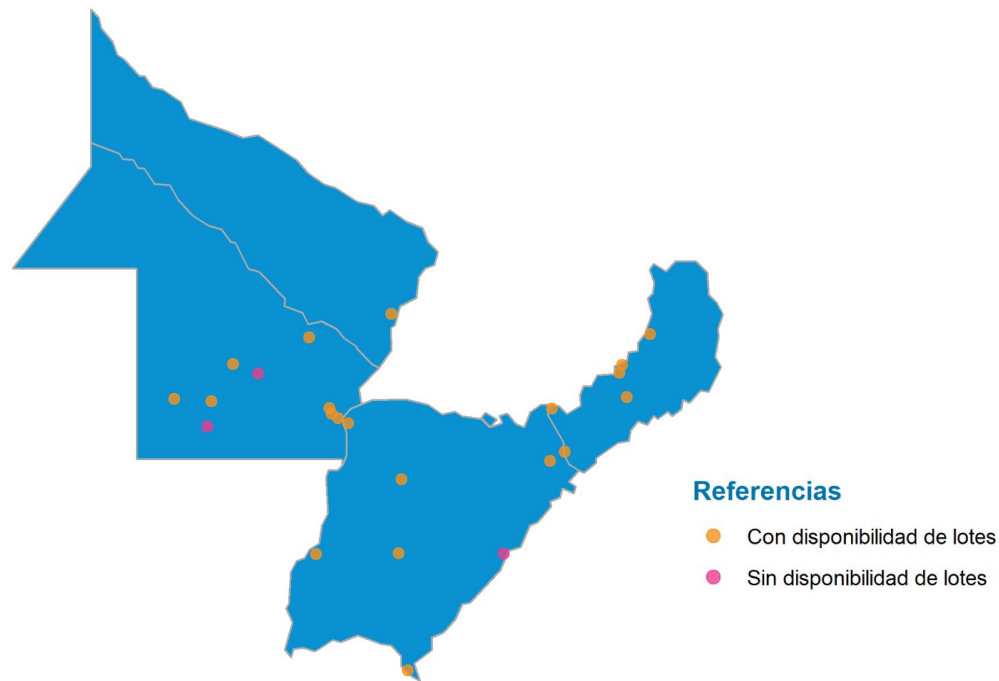 Referencias
Con disponibilidad de lotes
Sin disponibilidad de lotes